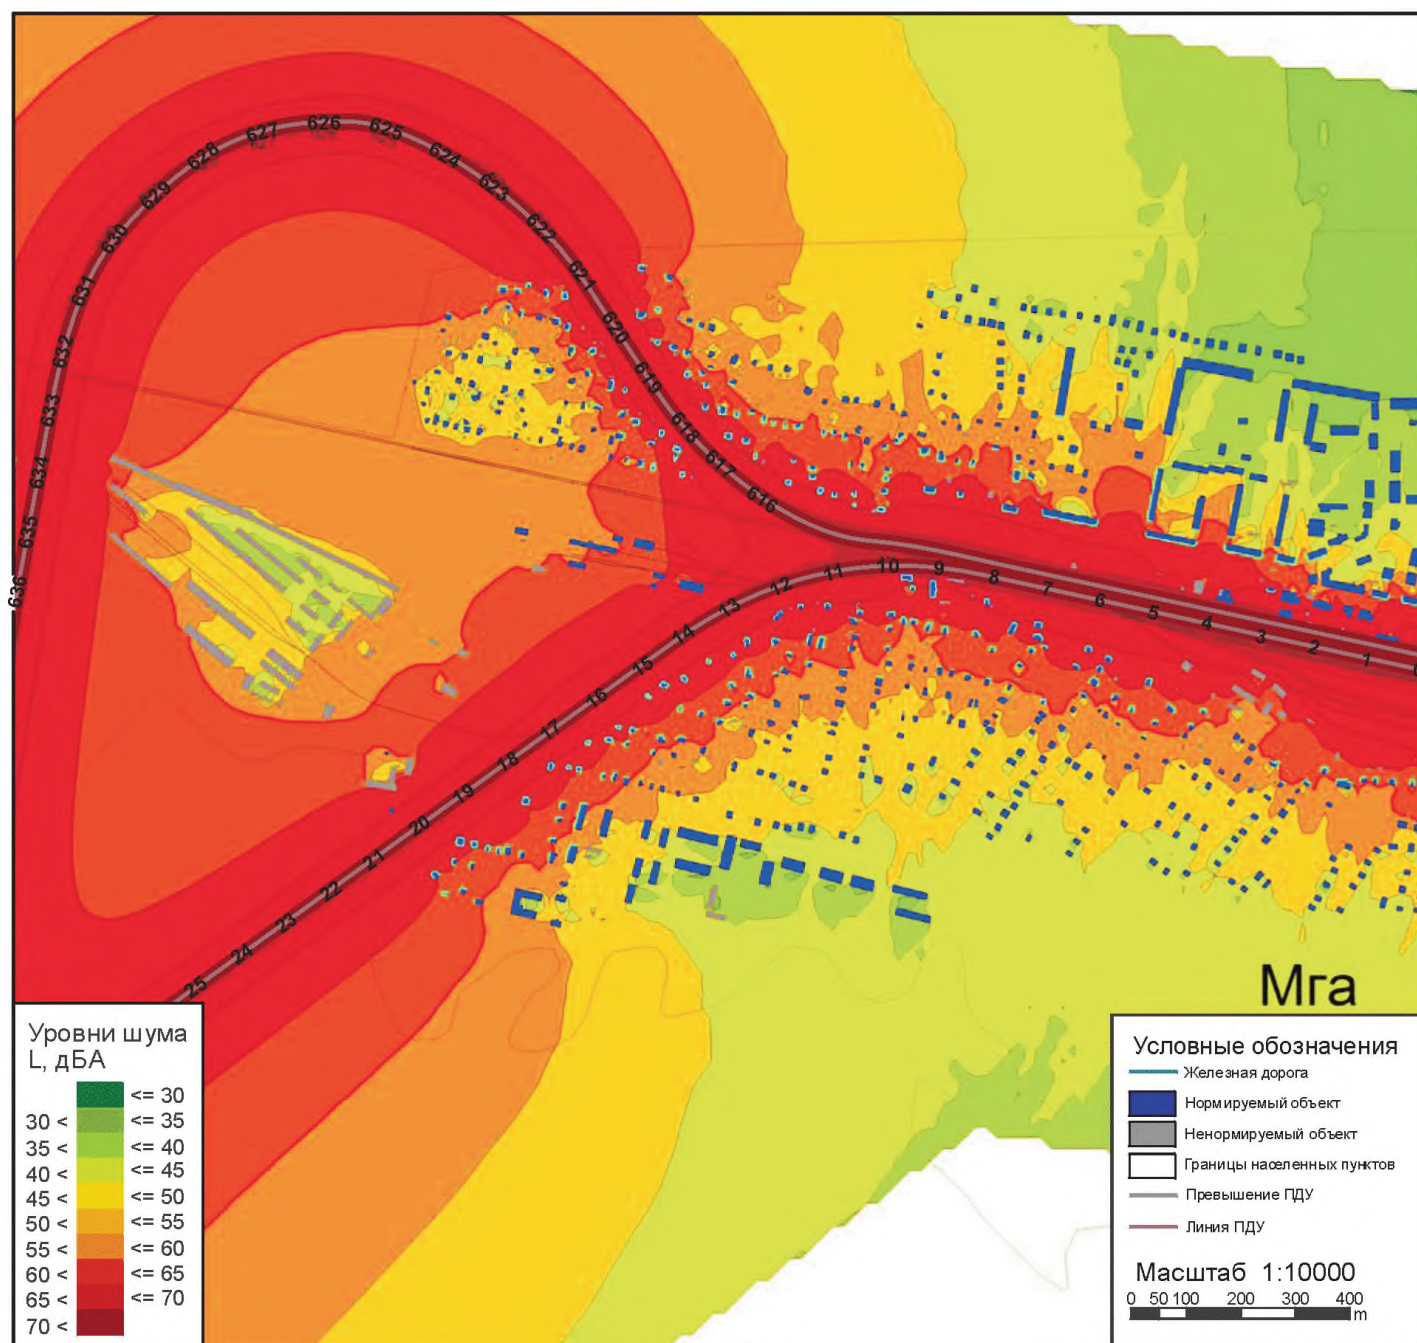 627 626 625
628 624
629 623
630 622
631 621
632 620
633 619
634 618
635 617
636 616
12 11 10 9 8 7 6 5 4 3 2 1
13
14
15
16
17
18
19
20
21
22
23
24
25
Мга
Уровни шума
L, дБА
<= 30
30 < <= 35
35 < <= 40
40 < <= 45
45 < <= 50
50 < <= 55
55 < <= 60
60 < <= 65
65 < <= 70
70 <
Условные обозначения
Железная дорога
Нормируемый объект
Ненормируемый объект
Границы населенных пунктов
Превышение ПДУ
Линия ПДУ
Масштаб 1:10000
0 50 100 200 300 400
m